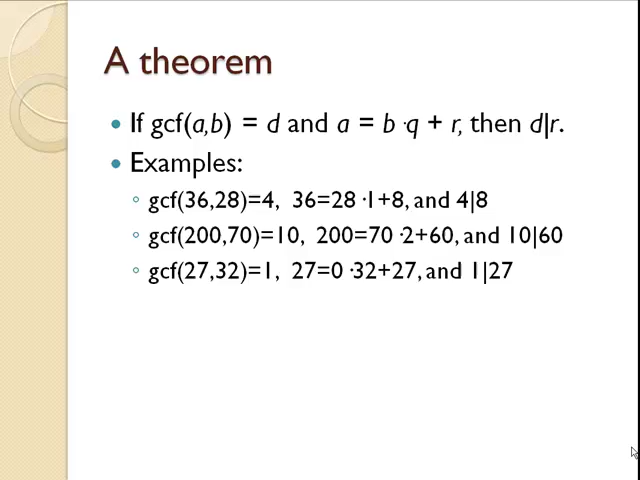 A theorem
If gcf(a,b) = d and a = b ·q + r, then d|r.
Examples:
gcf(36,28)=4, 36=28 ·1+8, and 4|8
gcf(200,70)=10, 200=70 ·2+60, and 10|60
gcf(27,32)=1, 27=0 ·32+27, and 1|27